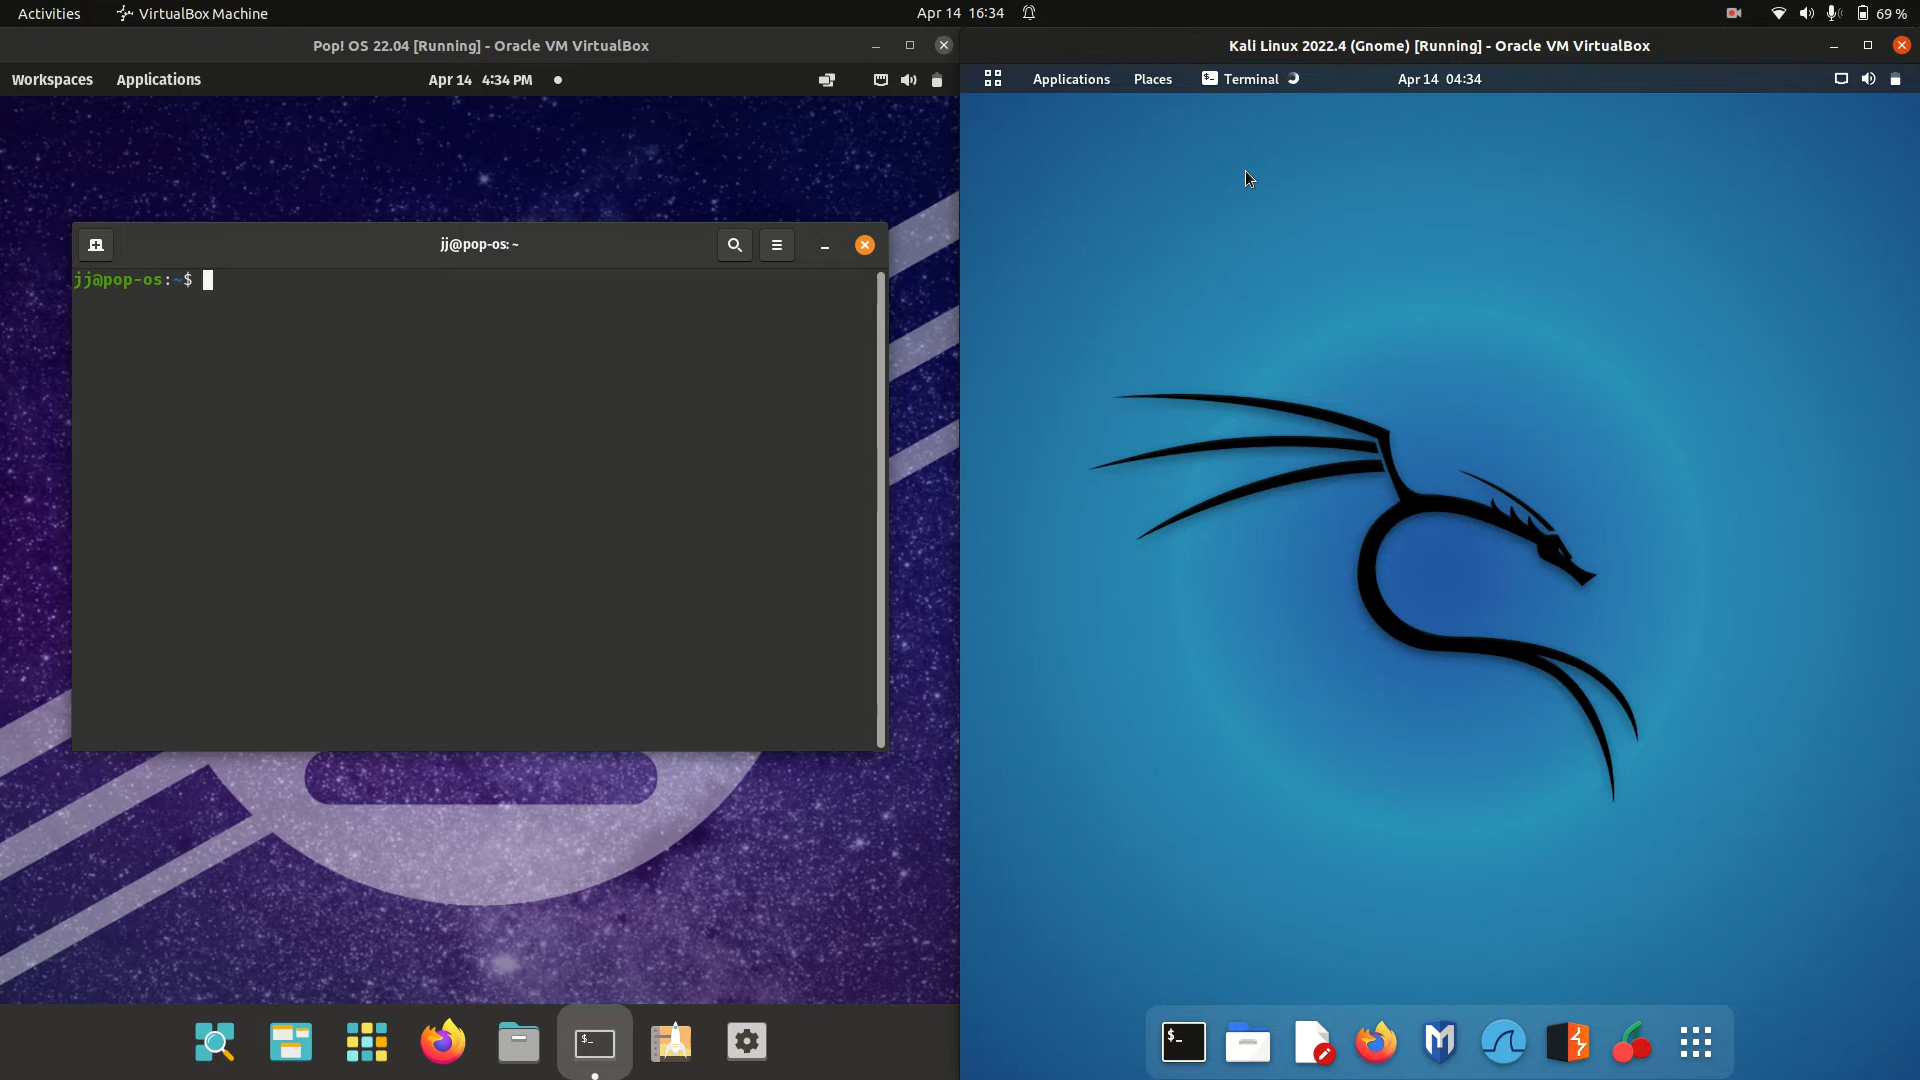 Activities
VirtualBox Machine
Apr 14 16:34
69 %
Pop! OS 22.04 [Running] - Oracle VM VirtualBox
Workspaces
Applications
Apr 14 4:34 PM
jj@pop-os: ~
jj@pop-os:~$
$_
Kali Linux 2022.4 (Gnome) [Running] - Oracle VM VirtualBox
Applications
Places
Terminal
Apr 14 04:34
$_